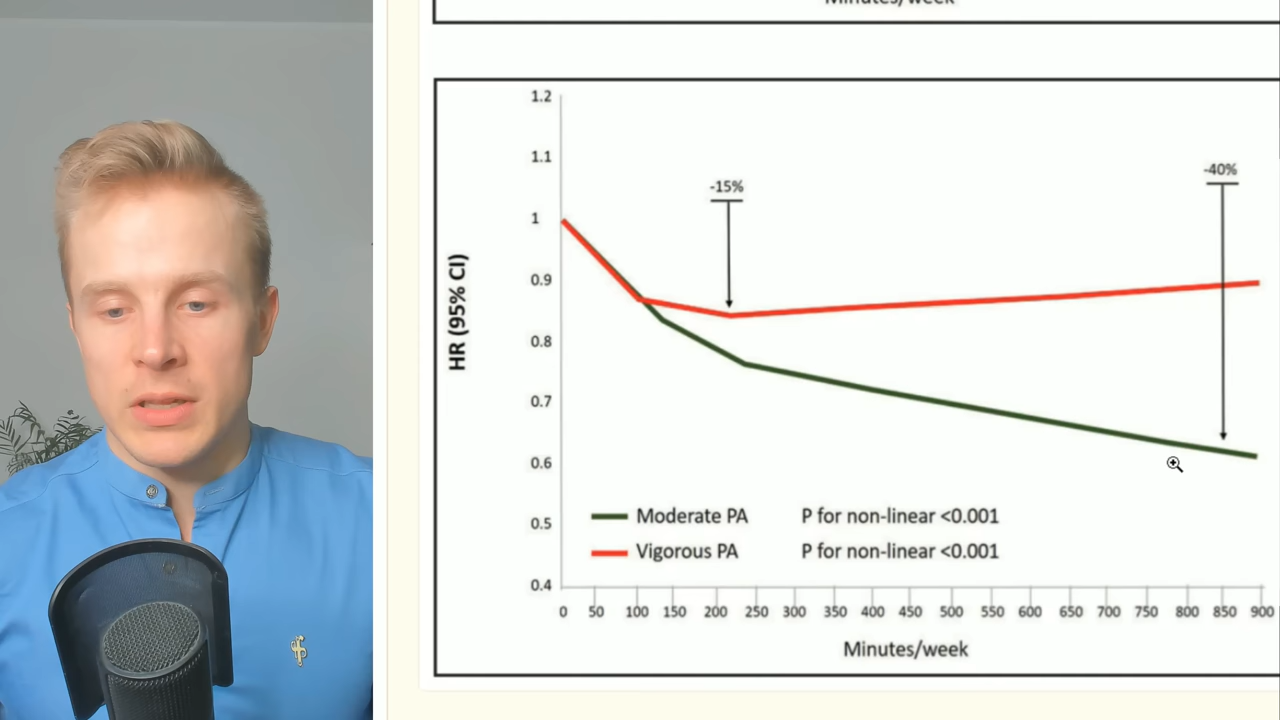 Minutes/week
1.2
1.1
1
0.9
0.8
0.7
0.6
0.5
0.4
HR (95% CI)
-15%
-40%
Moderate PA P for non-linear <0.001
Vigorous PA P for non-linear <0.001
0 50 100 150 200 250 300 350 400 450 500 550 600 650 700 750 800 850 900
Minutes/week